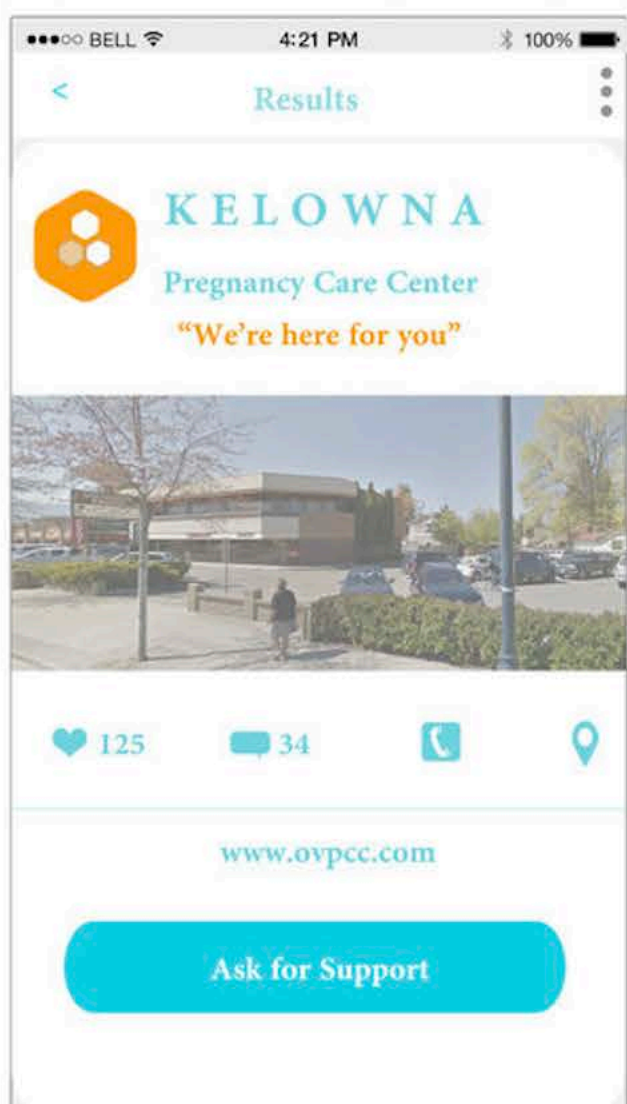 BELL 4:21 PM 100%
< Results
KELOWNA
Pregnancy Care Center
“We’re here for you”
125 34
www.ovpcc.com
Ask for Support